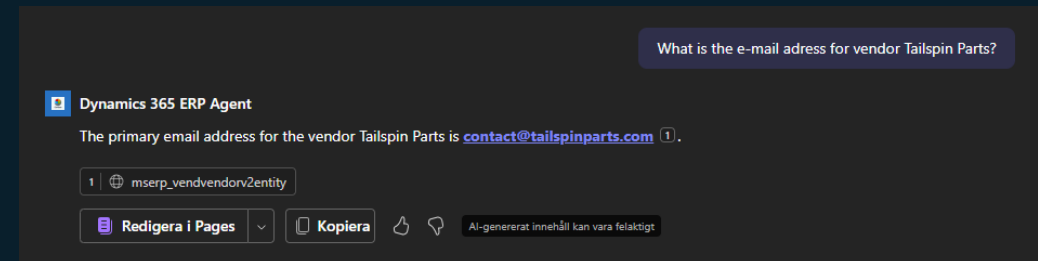 What is the e-mail adress for vendor Tailspin Parts?
Dynamics 365 ERP Agent
The primary email address for the vendor Tailspin Parts is contact@tailspinparts.com 1.
1 mserp_vendvendorv2entity
Redigera i Pages Kopiera AI-genererat innehåll kan vara felaktigt